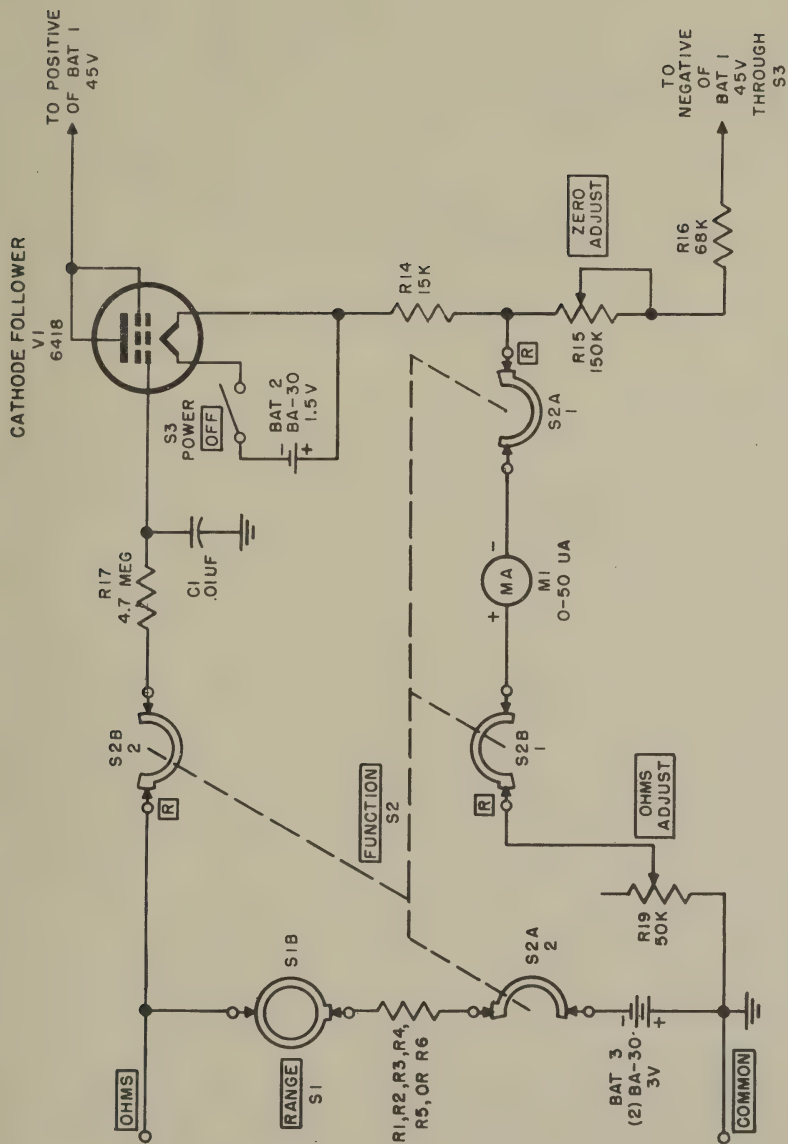 CATHODE FOLLOWER
V1
6418
TO POSITIVE
OF BAT 1
45V
R17
4.7 MEG
C1
.01UF
S3
POWER
OFF
BAT 2
BA-30
1.5V
-
+
R14
15K
S2B
2
R
OHMS
S1B
RANGE
S1
R1,R2,R3,R4,
R5, OR R6
FUNCTION
S2
S2A
2
BAT 3
(2) BA-30
3V
-
+
COMMON
OHMS
ADJUST
R19
50K
R
S2B
1
+
MA
-
M1
0-50 UA
S2A
1
R
R15
150K
ZERO
ADJUST
R16
68K
TO
NEGATIVE
OF
BAT 1
45V
THROUGH
S3